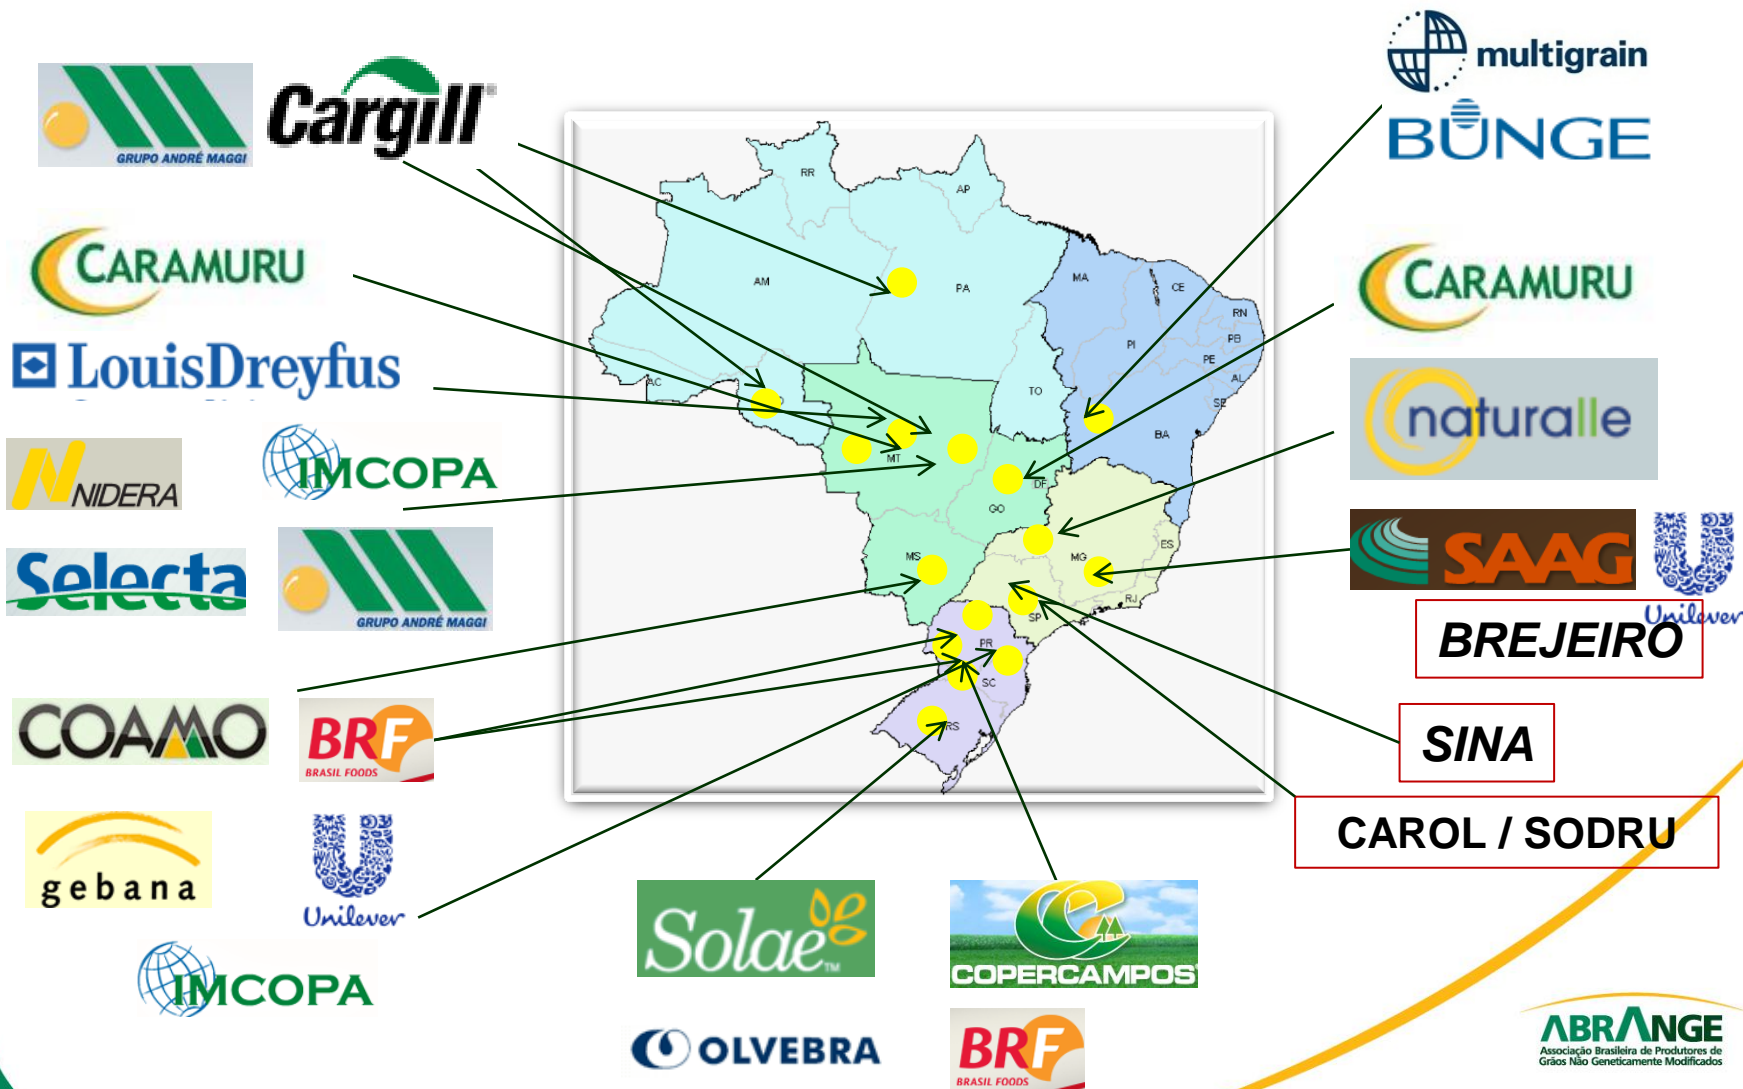 multigrain
BUNGE
GRUPO ANDRÉ MAGGI
Cargill®
CARAMURU
LouisDreyfus
NIDERA
IMCOPA
Selecta
GRUPO ANDRÉ MAGGI
COAMO
BRF
BRASIL FOODS
gebana
Unilever
IMCOPA
RR
AP
AM
PA
MA
CE
RN
PB
PE
PI
AL
SE
AC
TO
BA
MT
DF
GO
MS
MG
ES
RJ
SP
PR
SC
RS
CARAMURU
naturalle
SAAG
Unilever
BREJEIRO
SINA
CAROL / SODRU
Solae™
COPERCAMPOS
OLVEBRA
BRF
BRASIL FOODS
ABRANGE
Associação Brasileira de Produtores de
Grãos Não Geneticamente Modificados